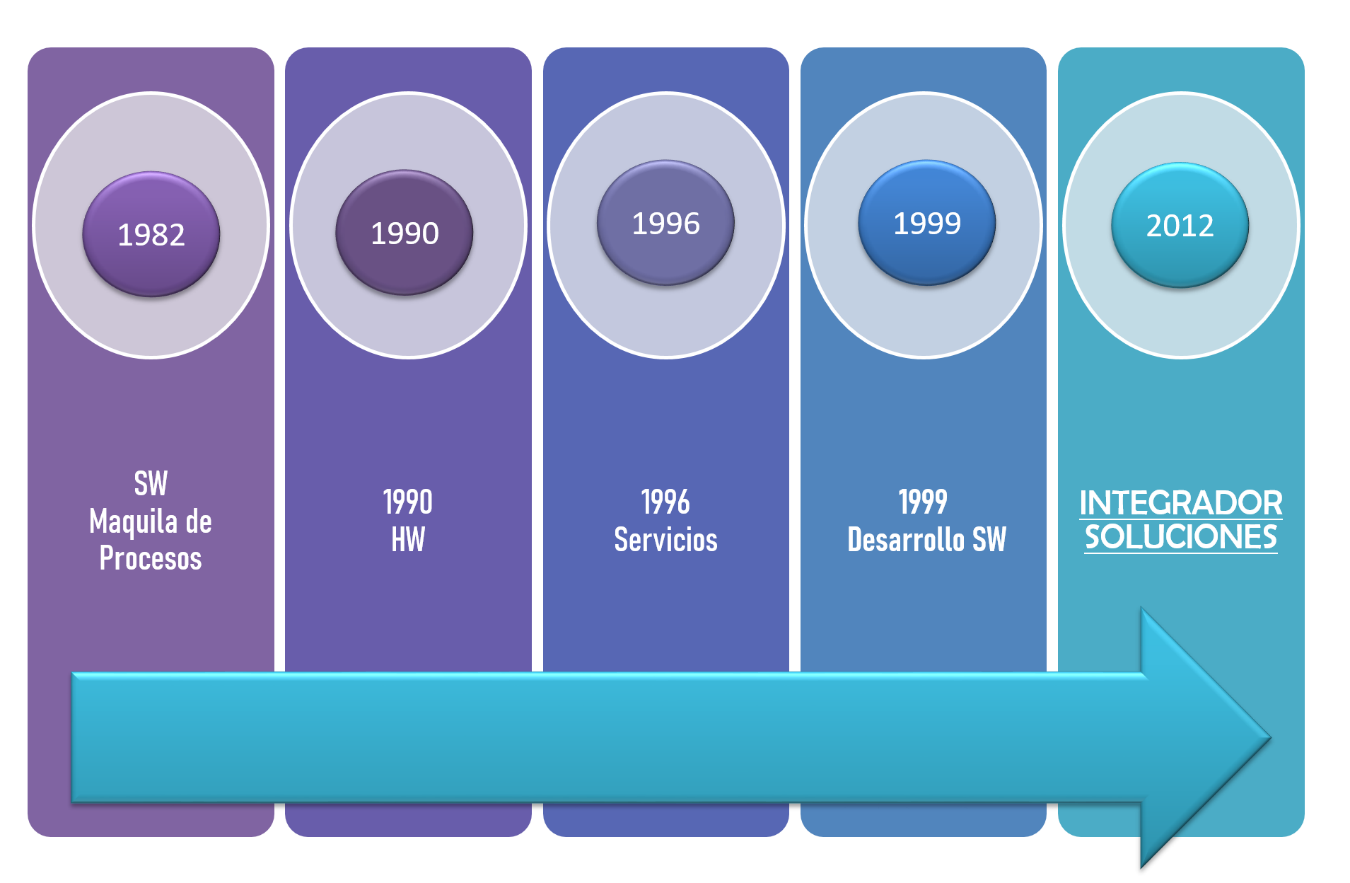 1982
1990
1996
1999
2012
SW
Maquila de
Procesos
1990
HW
1996
Servicios
1999
Desarrollo SW
INTEGRADOR
SOLUCIONES